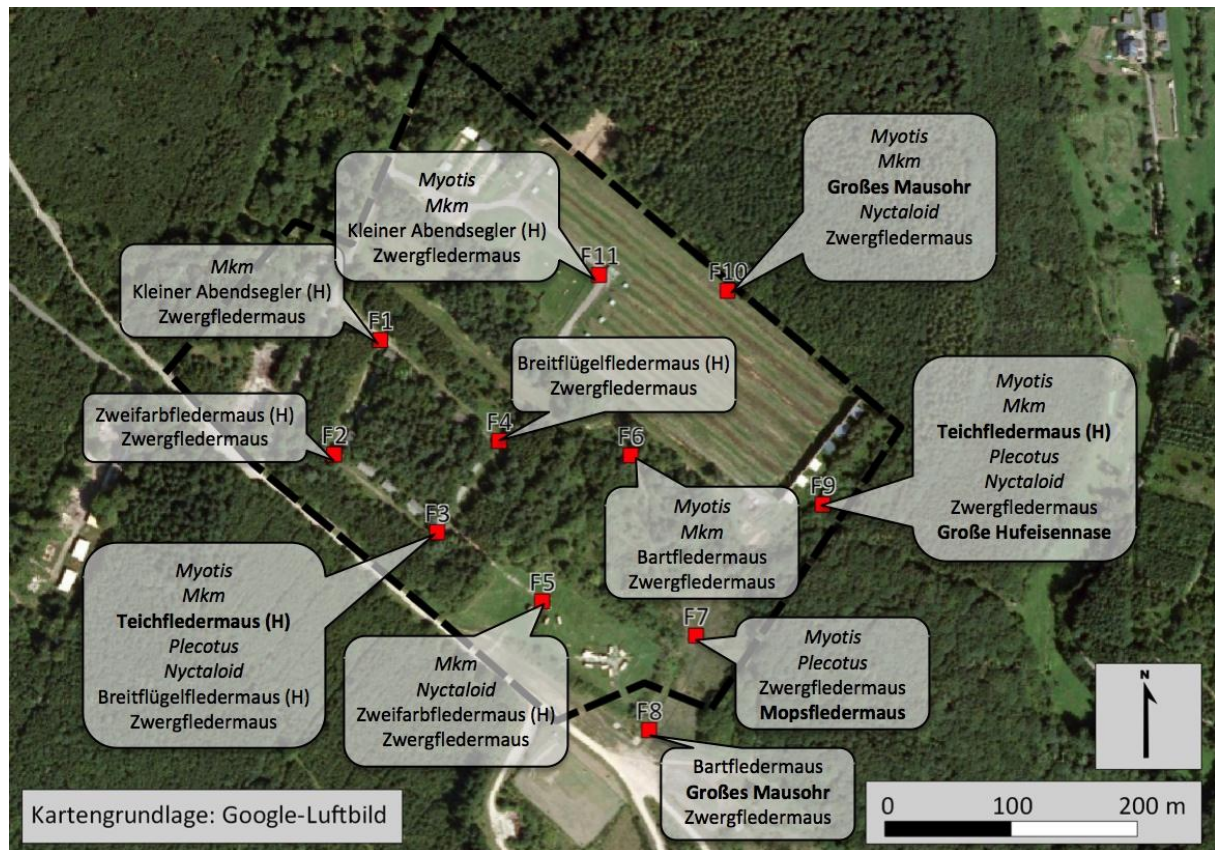 Myotis
Mkm
Großes Mausohr
Nyctaloid
Zwergfledermaus
F10
Myotis
Mkm
Kleiner Abendsegler (H)
Zwergfledermaus
F11
Mkm
Kleiner Abendsegler (H)
Zwergfledermaus
F1
Breitflügelfledermaus (H)
Zwergfledermaus
F4
Zweifarbfledermaus (H)
Zwergfledermaus
F2
F6
Myotis
Mkm
Bartfledermaus
Zwergfledermaus
Myotis
Mkm
Teichfledermaus (H)
Plecotus
Nyctaloid
Zwergfledermaus
Große Hufeisennase
F9
F3
Myotis
Mkm
Teichfledermaus (H)
Plecotus
Nyctaloid
Breitflügelfledermaus (H)
Zwergfledermaus
F5
Mkm
Nyctaloid
Zweifarbfledermaus (H)
Zwergfledermaus
F7
Myotis
Plecotus
Zwergfledermaus
Mopsfledermaus
F8
Bartfledermaus
Großes Mausohr
Zwergfledermaus
N
Kartengrundlage: Google-Luftbild
0 100 200 m